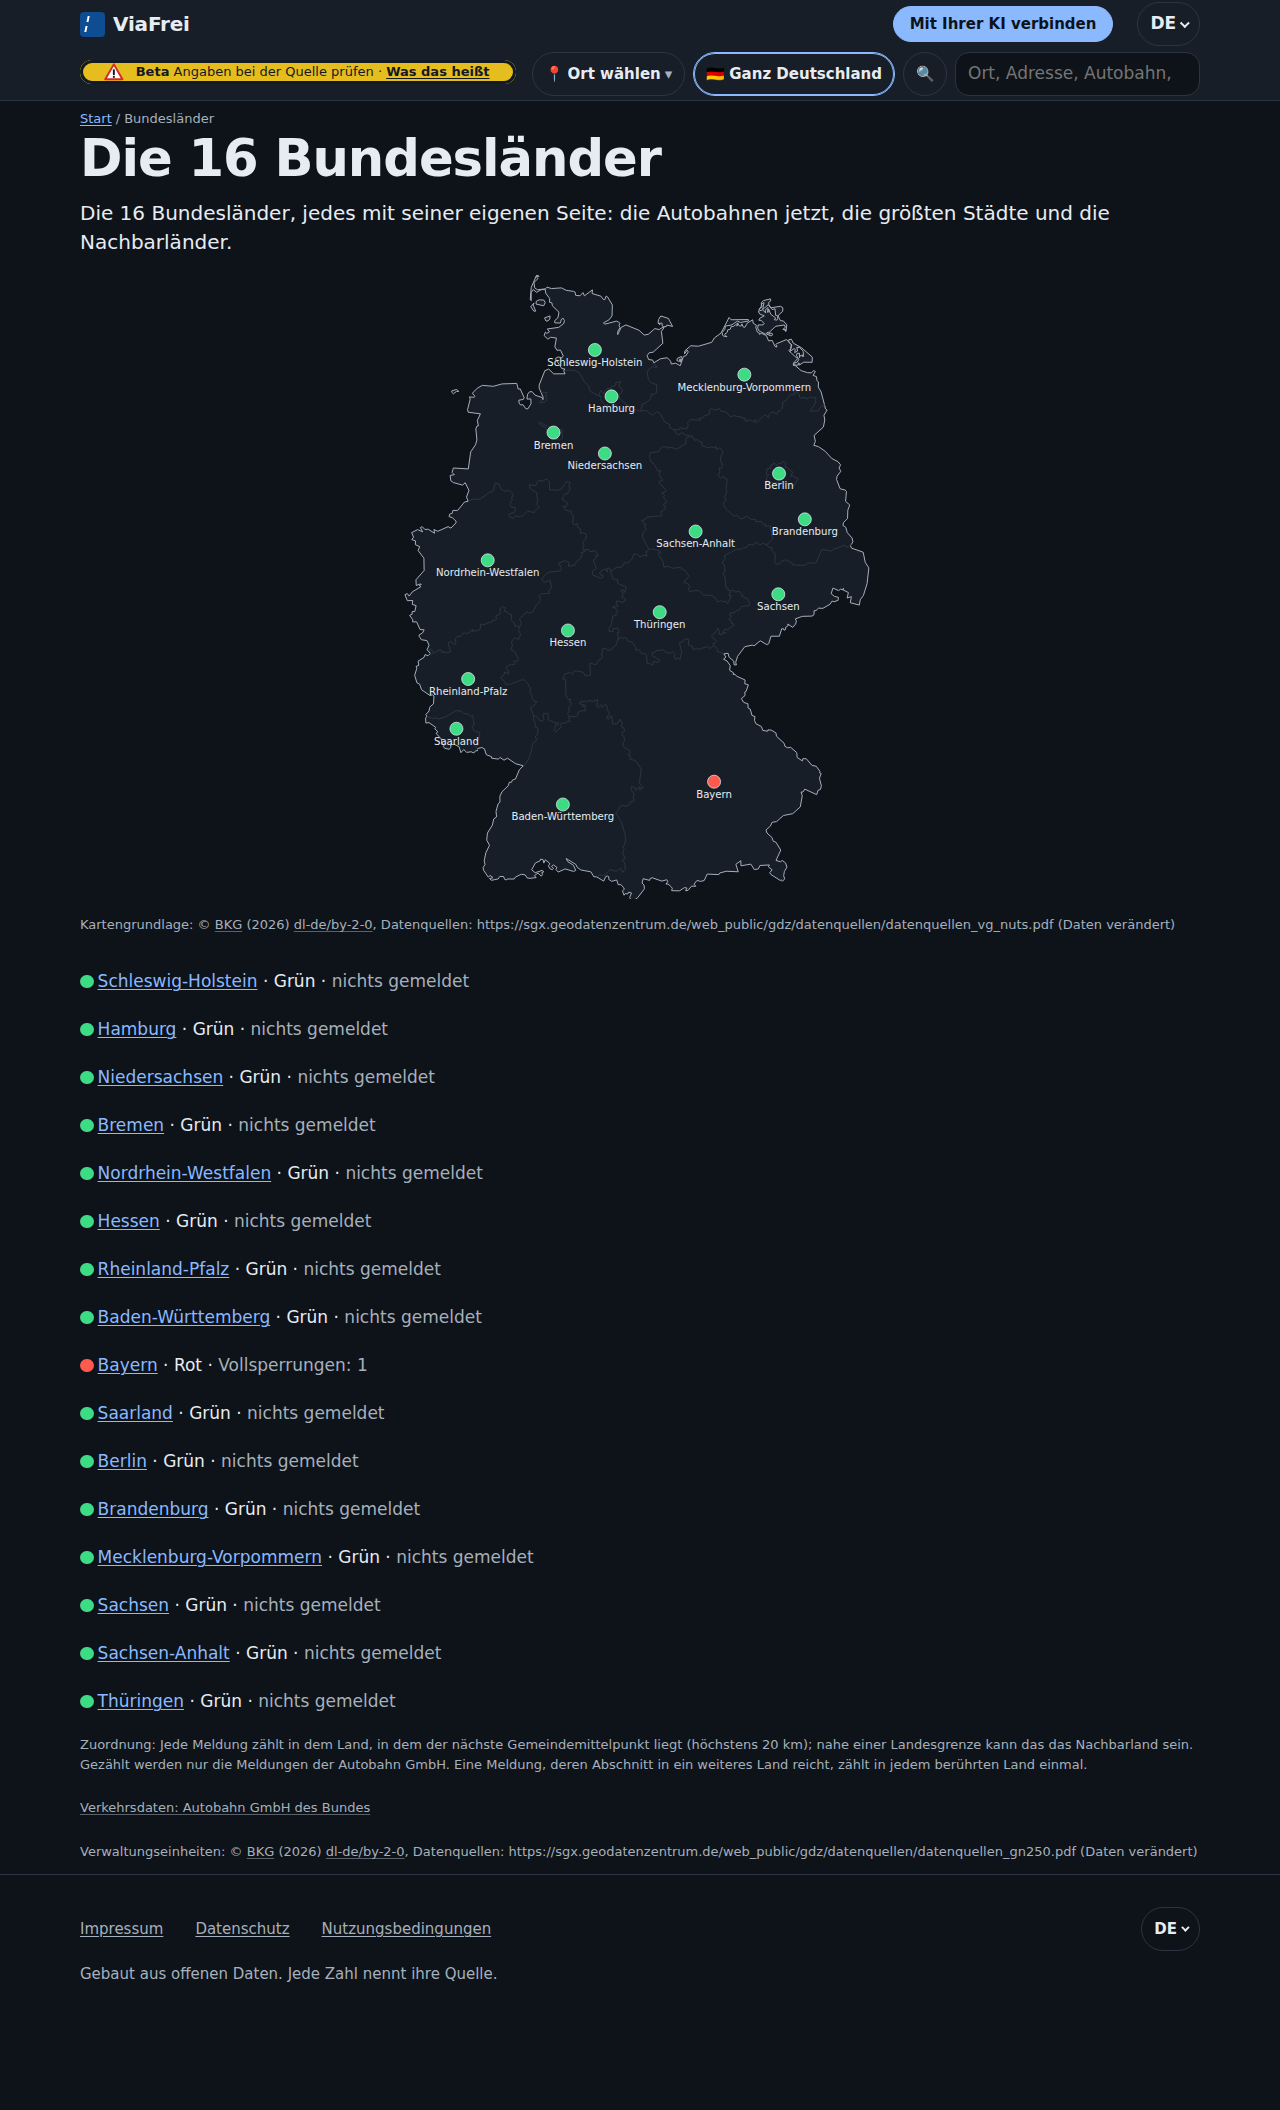 ViaFrei
Mit Ihrer KI verbinden
DE
Beta Angaben bei der Quelle prüfen · Was das heißt
Ort wählen
Ganz Deutschland
Ort, Adresse, Autobahn,
Start / Bundesländer
Die 16 Bundesländer
Die 16 Bundesländer, jedes mit seiner eigenen Seite: die Autobahnen jetzt, die größten Städte und die
Nachbarländer.
Schleswig-Holstein
Mecklenburg-Vorpommern
Hamburg
Bremen
Niedersachsen
Berlin
Brandenburg
Sachsen-Anhalt
Nordrhein-Westfalen
Sachsen
Thüringen
Hessen
Rheinland-Pfalz
Saarland
Bayern
Baden-Württemberg
Kartengrundlage: © BKG (2026) dl-de/by-2-0, Datenquellen: https://sgx.geodatenzentrum.de/web_public/gdz/datenquellen/datenquellen_vg_nuts.pdf (Daten verändert)
Schleswig-Holstein · Grün · nichts gemeldet
Hamburg · Grün · nichts gemeldet
Niedersachsen · Grün · nichts gemeldet
Bremen · Grün · nichts gemeldet
Nordrhein-Westfalen · Grün · nichts gemeldet
Hessen · Grün · nichts gemeldet
Rheinland-Pfalz · Grün · nichts gemeldet
Baden-Württemberg · Grün · nichts gemeldet
Bayern · Rot · Vollsperrungen: 1
Saarland · Grün · nichts gemeldet
Berlin · Grün · nichts gemeldet
Brandenburg · Grün · nichts gemeldet
Mecklenburg-Vorpommern · Grün · nichts gemeldet
Sachsen · Grün · nichts gemeldet
Sachsen-Anhalt · Grün · nichts gemeldet
Thüringen · Grün · nichts gemeldet
Zuordnung: Jede Meldung zählt in dem Land, in dem der nächste Gemeindemittelpunkt liegt (höchstens 20 km); nahe einer Landesgrenze kann das das Nachbarland sein.
Gezählt werden nur die Meldungen der Autobahn GmbH. Eine Meldung, deren Abschnitt in ein weiteres Land reicht, zählt in jedem berührten Land einmal.
Verkehrsdaten: Autobahn GmbH des Bundes
Verwaltungseinheiten: © BKG (2026) dl-de/by-2-0, Datenquellen: https://sgx.geodatenzentrum.de/web_public/gdz/datenquellen/datenquellen_gn250.pdf (Daten verändert)
Impressum
Datenschutz
Nutzungsbedingungen
DE
Gebaut aus offenen Daten. Jede Zahl nennt ihre Quelle.